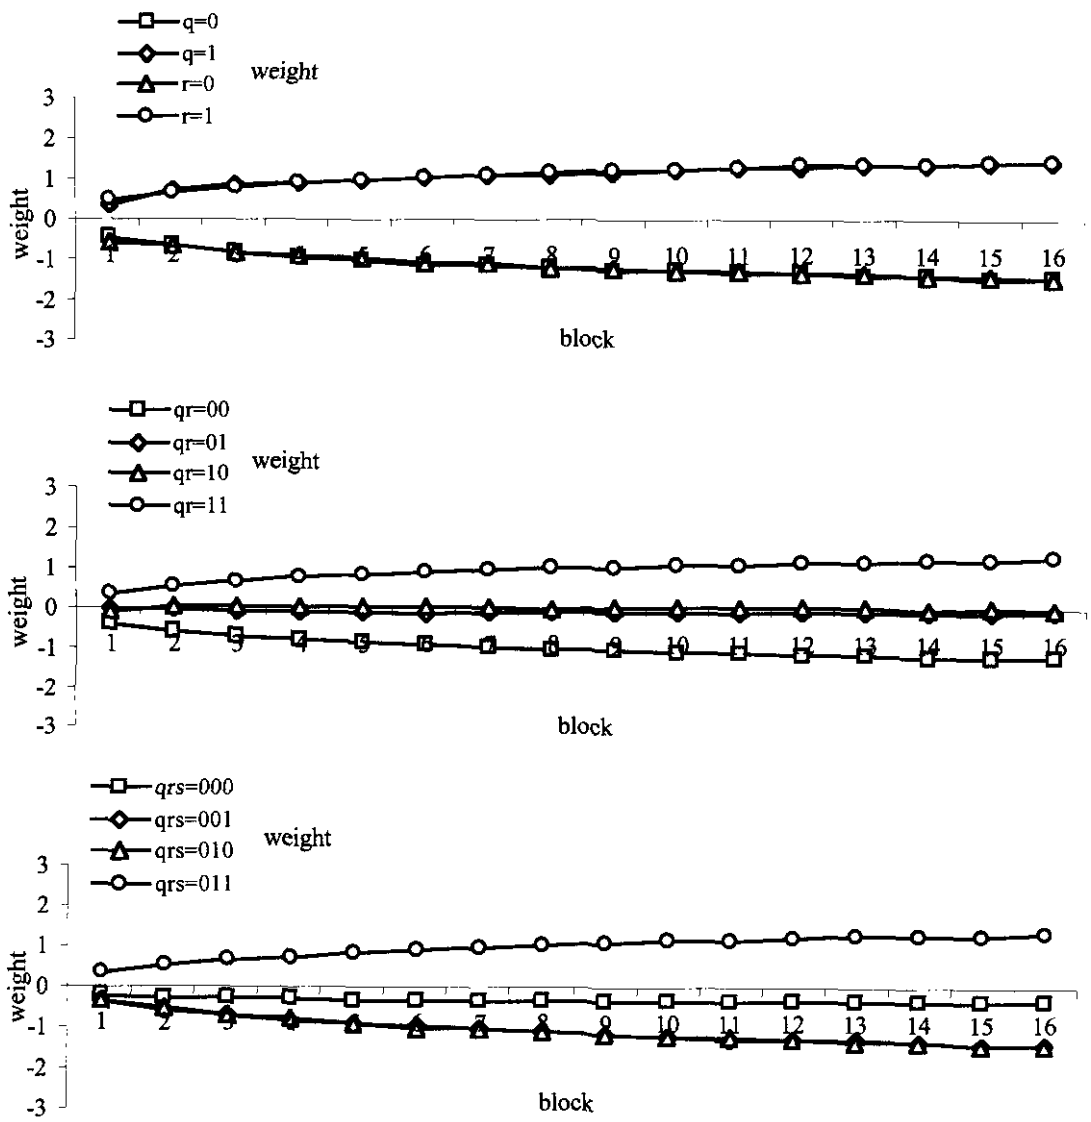 q=0
q=1
r=0
r=1
weight
3
2
1
0
-1
-2
-3
weight
1 2 3 4 5 6 7 8 9 10 11 12 13 14 15 16
block
qr=00
qr=01
qr=10
qr=11
weight
3
2
1
0
-1
-2
-3
weight
1 2 3 4 5 6 7 8 9 10 11 12 13 14 15 16
block
qrs=000
qrs=001
qrs=010
qrs=011
weight
3
2
1
0
-1
-2
-3
weight
1 2 3 4 5 6 7 8 9 10 11 12 13 14 15 16
block